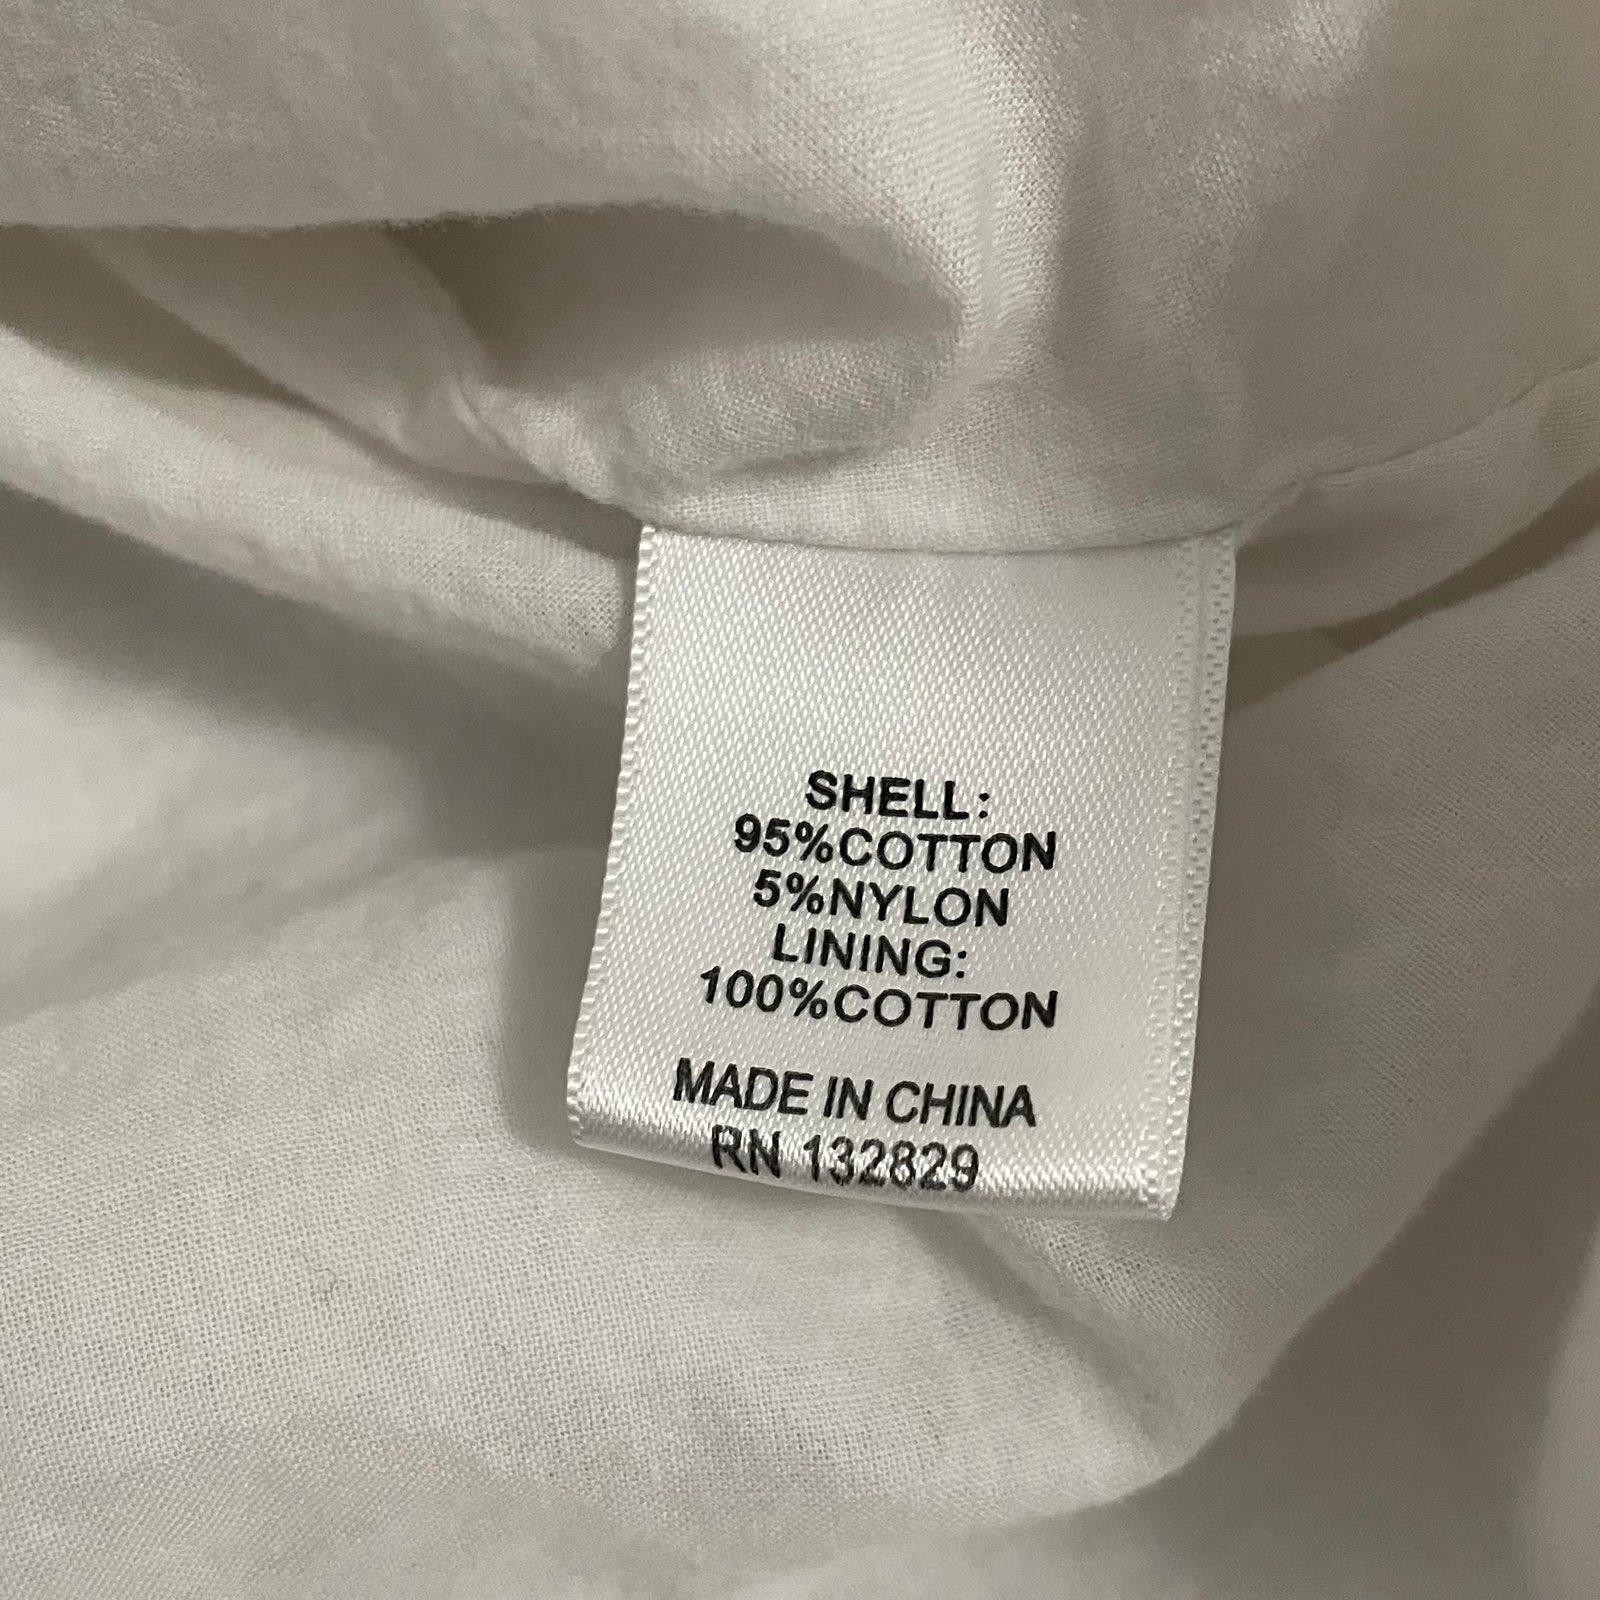 SHELL:
95%COTTON
5%NYLON
LINING:
100%COTTON
MADE IN CHINA
RN 132829